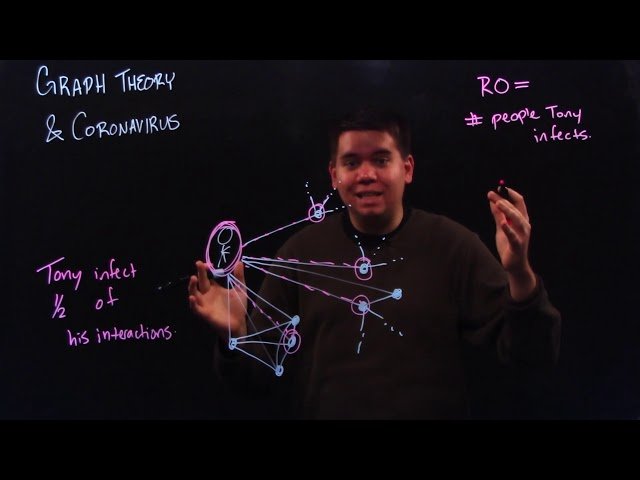 GRAPH THEORY
& CORONAVIRUS
RO=
# people Tony
infects.
Tony infect
1/2 of
his interactions.